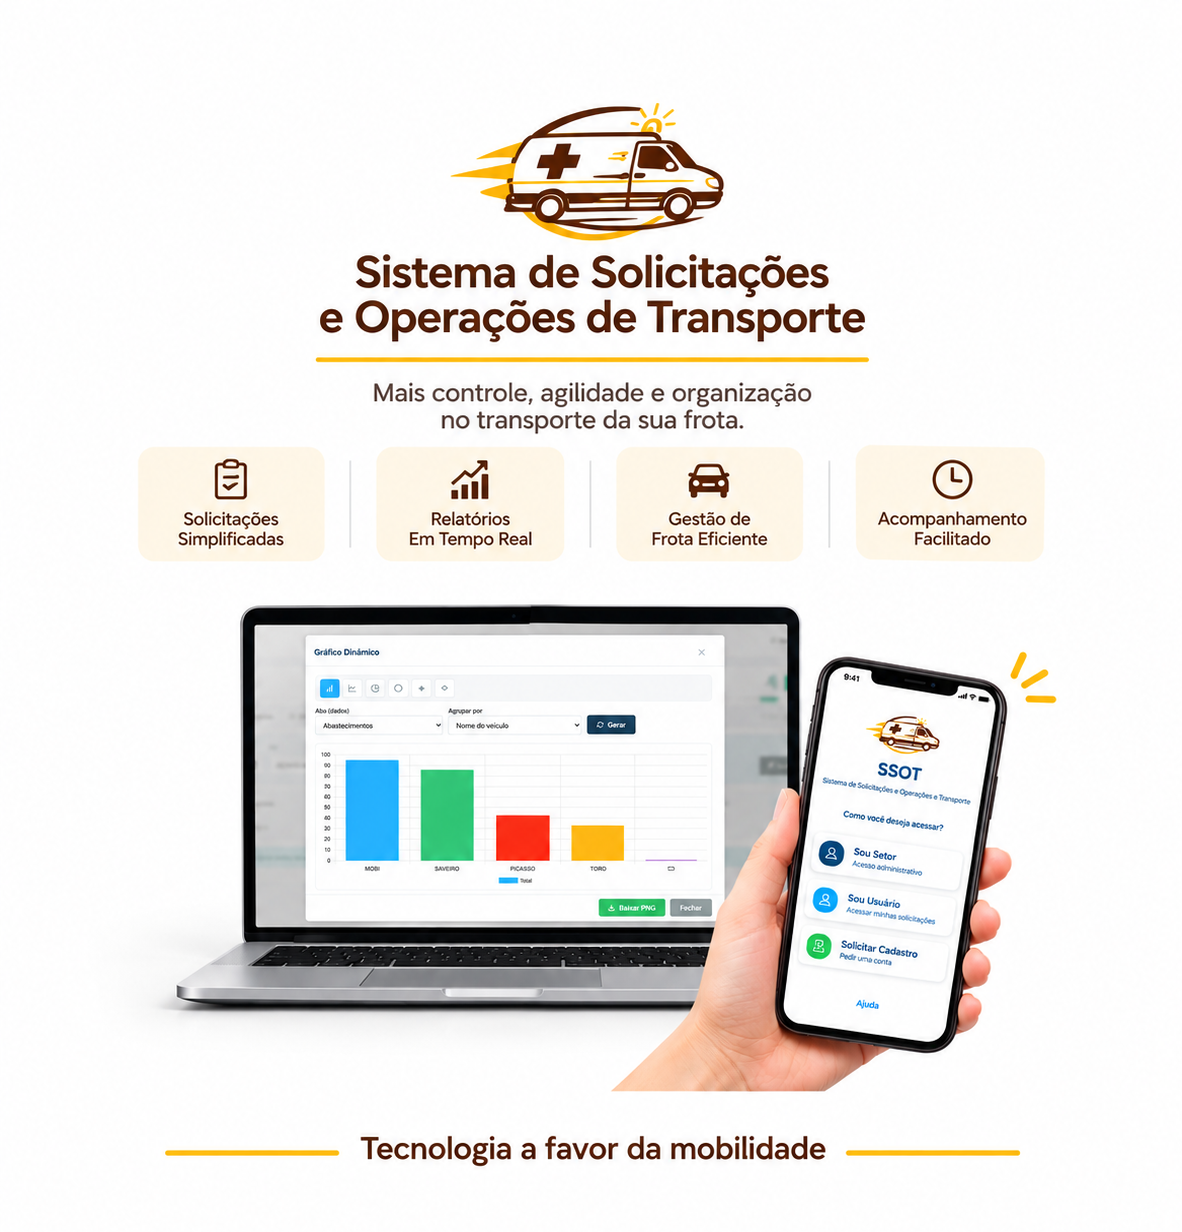 Sistema de Solicitações
e Operações de Transporte
Mais controle, agilidade e organização
no transporte da sua frota.
Solicitações
Simplificadas
Relatórios
Em Tempo Real
Gestão de
Frota Eficiente
Acompanhamento
Facilitado
Gráfico Dinâmico
Aba (dados)
Agrupar por
Abastecimentos
Nome do veículo
Gerar
100
90
80
70
60
50
40
30
20
10
0
MOBI
SAVEIRO
PICASSO
TORO
Total
Baixar PNG
Fechar
9:41
SSOT
Sistema de Solicitações e Operações e Transporte
Como você deseja acessar?
Sou Setor
Acesso administrativo
Sou Usuário
Acessar minhas solicitações
Solicitar Cadastro
Pedir uma conta
Ajuda
Tecnologia a favor da mobilidade